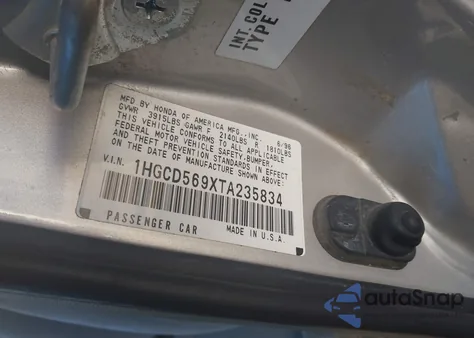 INT. COL
TYPE
MFD BY HONDA OF AMERICA MFG., INC. 6/96
GVWR 3915LBS GAWR F 2140LBS R 1810LBS
THIS VEHICLE CONFORMS TO ALL APPLICABLE
FEDERAL MOTOR VEHICLE SAFETY, BUMPER,
AND THEFT PREVENTION STANDARDS IN EFFECT
ON THE DATE OF MANUFACTURE SHOWN ABOVE:
V.I.N. 1HGCD569XTA235834
PASSENGER CAR MADE IN U.S.A.
autoSnap